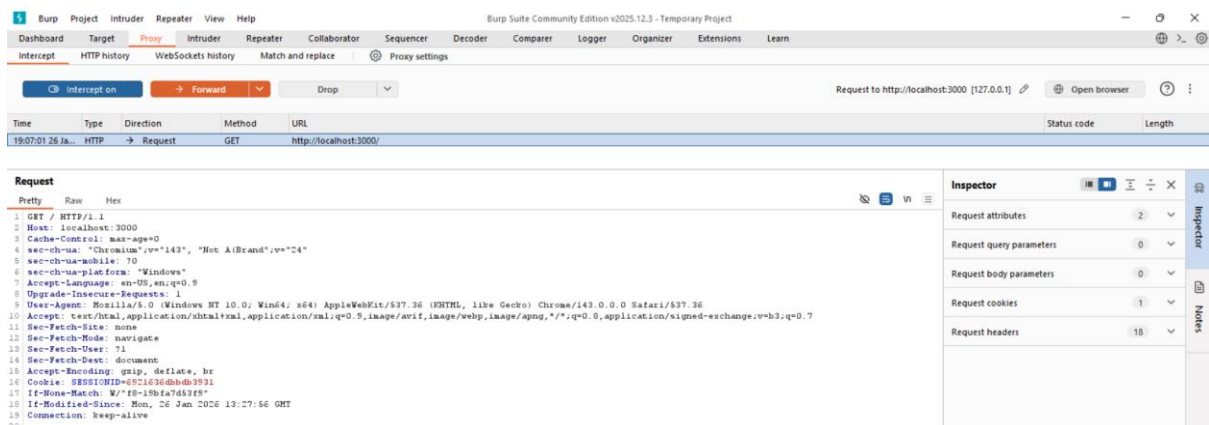 Burp Project Intruder Repeater View Help Burp Suite Community Edition v2025.12.3 - Temporary Project
Dashboard Target Proxy Intruder Repeater Collaborator Sequencer Decoder Comparer Logger Organizer Extensions Learn
Intercept HTTP history WebSockets history Match and replace Proxy settings
Intercept on Forward Drop Request to http://localhost:3000 [127.0.0.1] Open browser
Time Type Direction Method URL Status code Length
19:07:01 26 Ja... HTTP → Request GET http://localhost:3000/
Request
Pretty Raw Hex \n
1 GET / HTTP/1.1
2 Host: localhost:3000
3 Cache-Control: max-age=0
4 sec-ch-ua: "Chromium";v="143", "Not A(Brand";v="24"
5 sec-ch-ua-mobile: ?0
6 sec-ch-ua-platform: "Windows"
7 Accept-Language: en-US,en;q=0.9
8 Upgrade-Insecure-Requests: 1
9 User-Agent: Mozilla/5.0 (Windows NT 10.0; Win64; x64) AppleWebKit/537.36 (KHTML, like Gecko) Chrome/143.0.0.0 Safari/537.36
10 Accept: text/html,application/xhtml+xml,application/xml;q=0.9,image/avif,image/webp,image/apng,*/*;q=0.8,application/signed-exchange;v=b3;q=0.7
11 Sec-Fetch-Site: none
12 Sec-Fetch-Mode: navigate
13 Sec-Fetch-User: ?1
14 Sec-Fetch-Dest: document
15 Accept-Encoding: gzip, deflate, br
16 Cookie: SESSIONID=6921636dbbdb3931
17 If-None-Match: W/"f8-19bfa7d53f9"
18 If-Modified-Since: Mon, 26 Jan 2026 13:27:56 GMT
19 Connection: keep-alive
Inspector
Request attributes 2
Request query parameters 0
Request body parameters 0
Request cookies 1
Request headers 18
Inspector
Notes